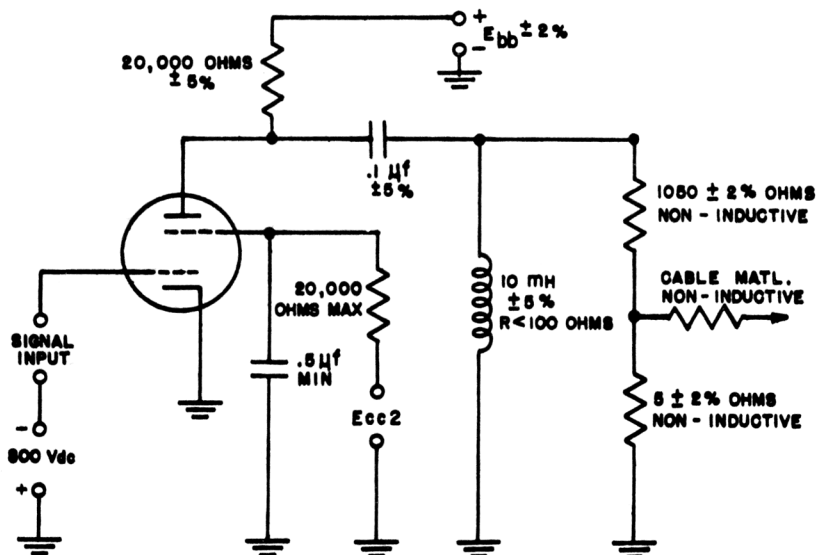 +
E_bb ± 2%
-
20,000 OHMS
± 5%
.1 µf
± 5%
1050 ± 2% OHMS
NON - INDUCTIVE
20,000
OHMS MAX
10 mH
± 5%
R < 100 OHMS
CABLE MATL.
NON - INDUCTIVE
SIGNAL
INPUT
.5 µf
MIN
Ecc2
5 ± 2% OHMS
NON - INDUCTIVE
-
800 Vdc
+